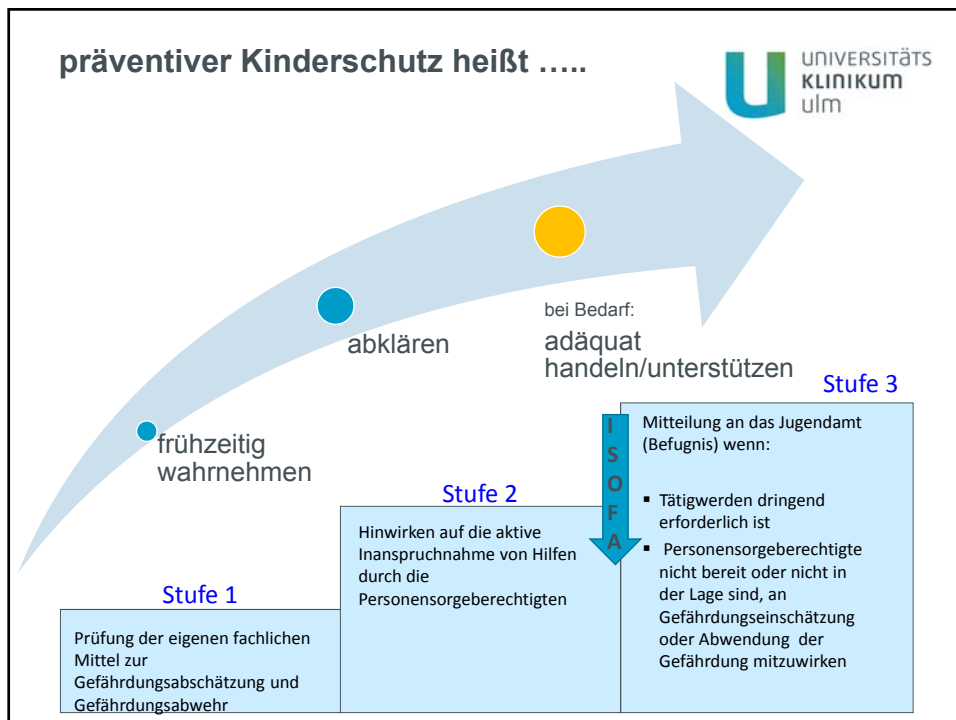 präventiver Kinderschutz heißt …..
UNIVERSITÄTS
KLINIKUM
ulm
frühzeitig
wahrnehmen
abklären
bei Bedarf:
adäquat
handeln/unterstützen
Stufe 1
Prüfung der eigenen fachlichen
Mittel zur
Gefährdungsabschätzung und
Gefährdungsabwehr
Stufe 2
Hinwirken auf die aktive
Inanspruchnahme von Hilfen
durch die
Personensorgeberechtigten
I
S
O
F
A
Stufe 3
Mitteilung an das Jugendamt
(Befugnis) wenn:
▪ Tätigwerden dringend
erforderlich ist
▪ Personensorgeberechtigte
nicht bereit oder nicht in
der Lage sind, an
Gefährdungseinschätzung
oder Abwendung der
Gefährdung mitzuwirken